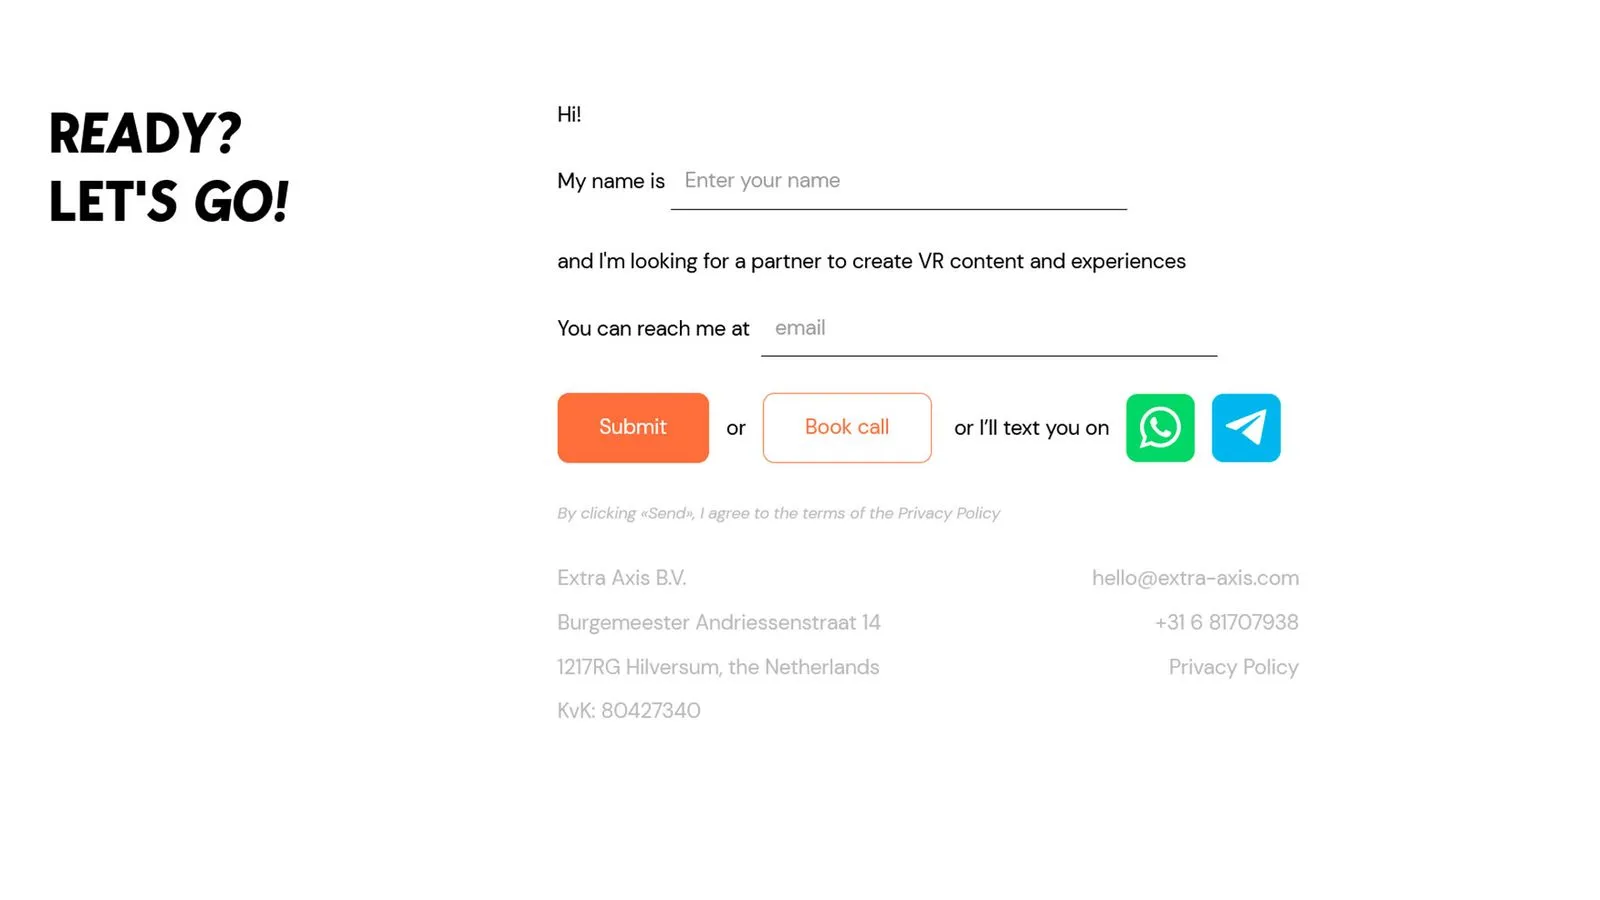 READY?
LET'S GO!
Hi!
My name is Enter your name
and I'm looking for a partner to create VR content and experiences
You can reach me at email
Submit or Book call or I’ll text you on
By clicking «Send», I agree to the terms of the Privacy Policy
Extra Axis B.V.
Burgemeester Andriessenstraat 14
1217RG Hilversum, the Netherlands
KvK: 80427340
hello@extra-axis.com
+31 6 81707938
Privacy Policy